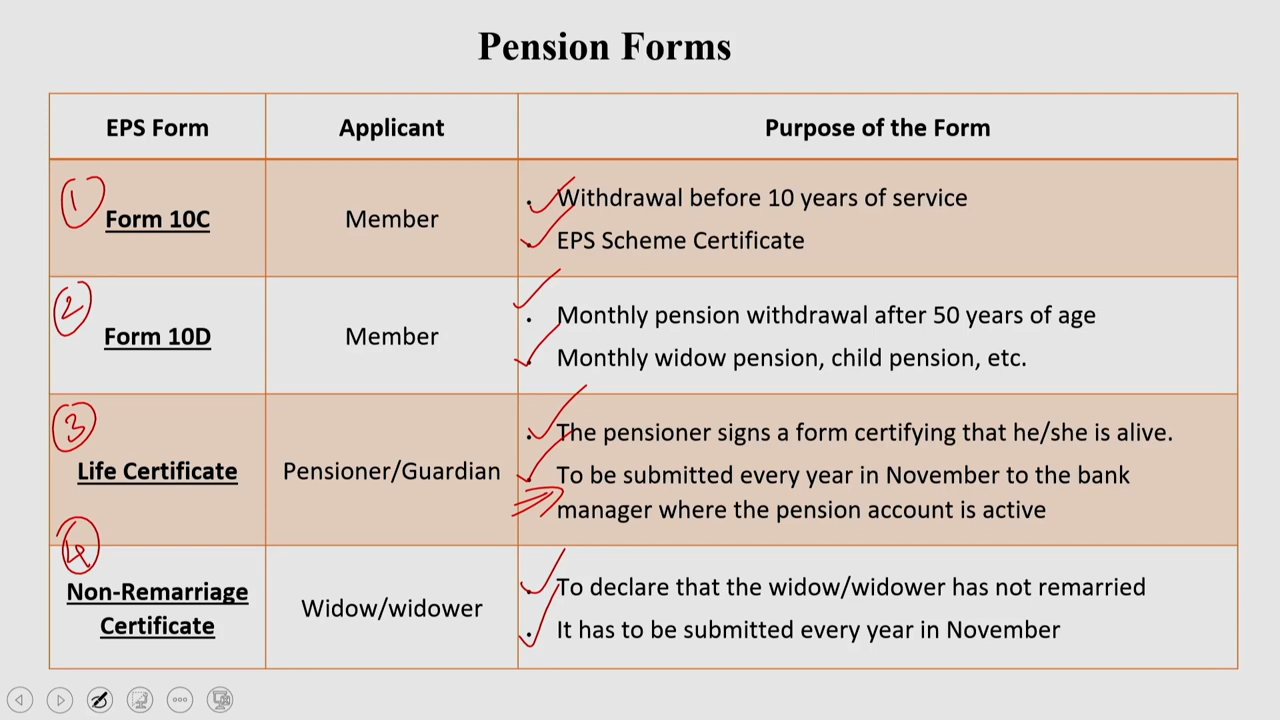 Pension Forms
EPS Form
Applicant
Purpose of the Form
1
Form 10C
Member
• Withdrawal before 10 years of service
• EPS Scheme Certificate
2
Form 10D
Member
• Monthly pension withdrawal after 50 years of age
• Monthly widow pension, child pension, etc.
3
Life Certificate
Pensioner/Guardian
• The pensioner signs a form certifying that he/she is alive.
• To be submitted every year in November to the bank
manager where the pension account is active
4
Non-Remarriage
Certificate
Widow/widower
• To declare that the widow/widower has not remarried
• It has to be submitted every year in November